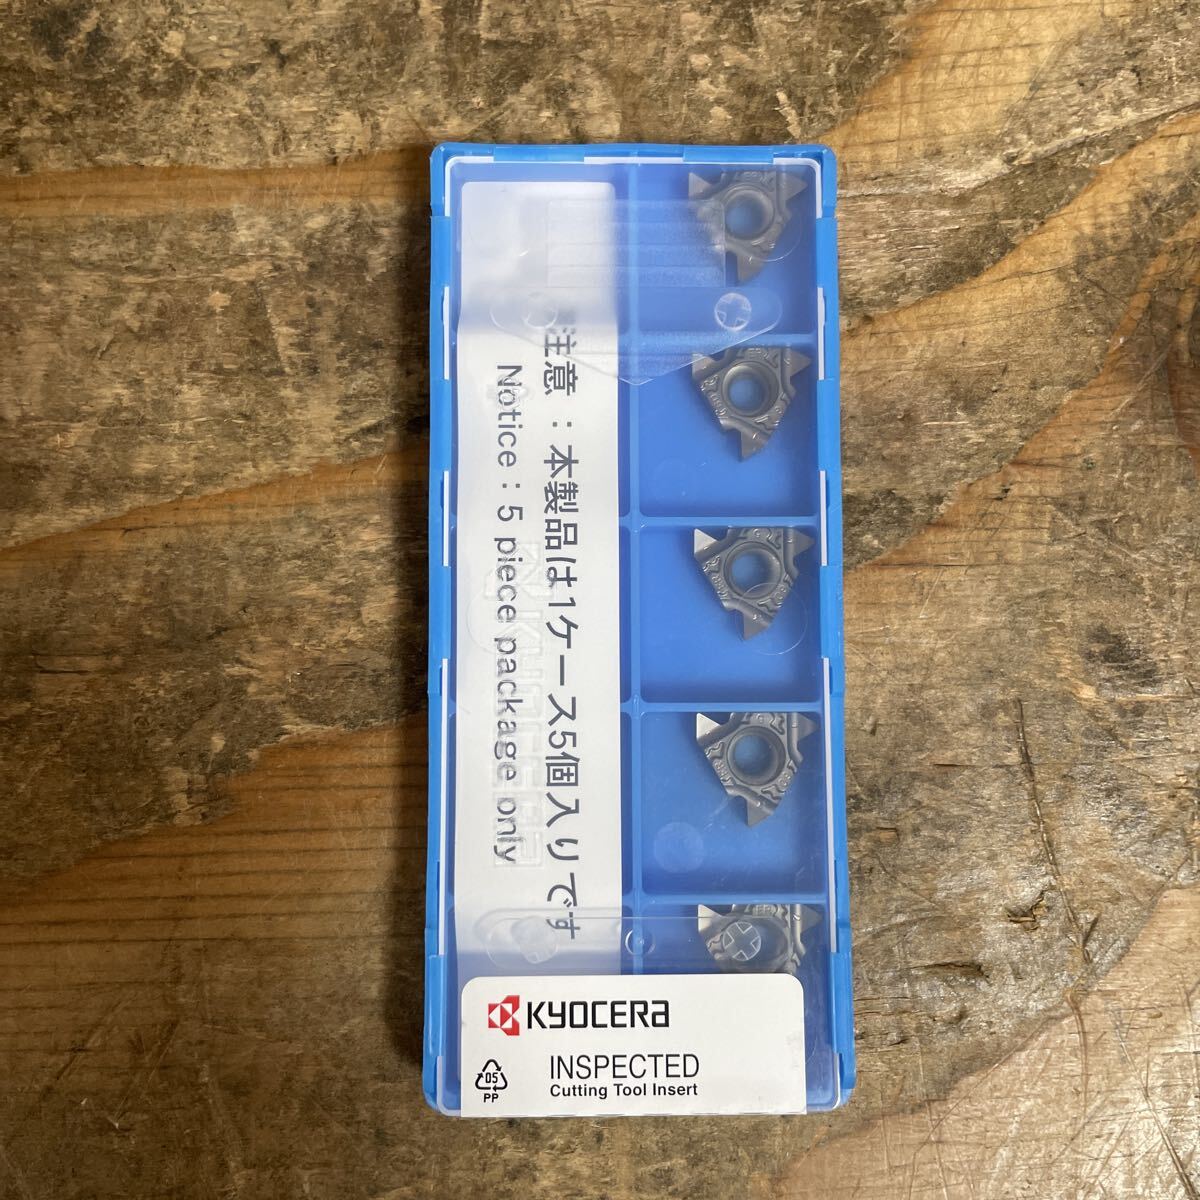 注意：本製品は1ケース5個入りです
Notice : 5 piece package only
KYOCERA
KYOCERA
INSPECTED
Cutting Tool Insert
05
PP